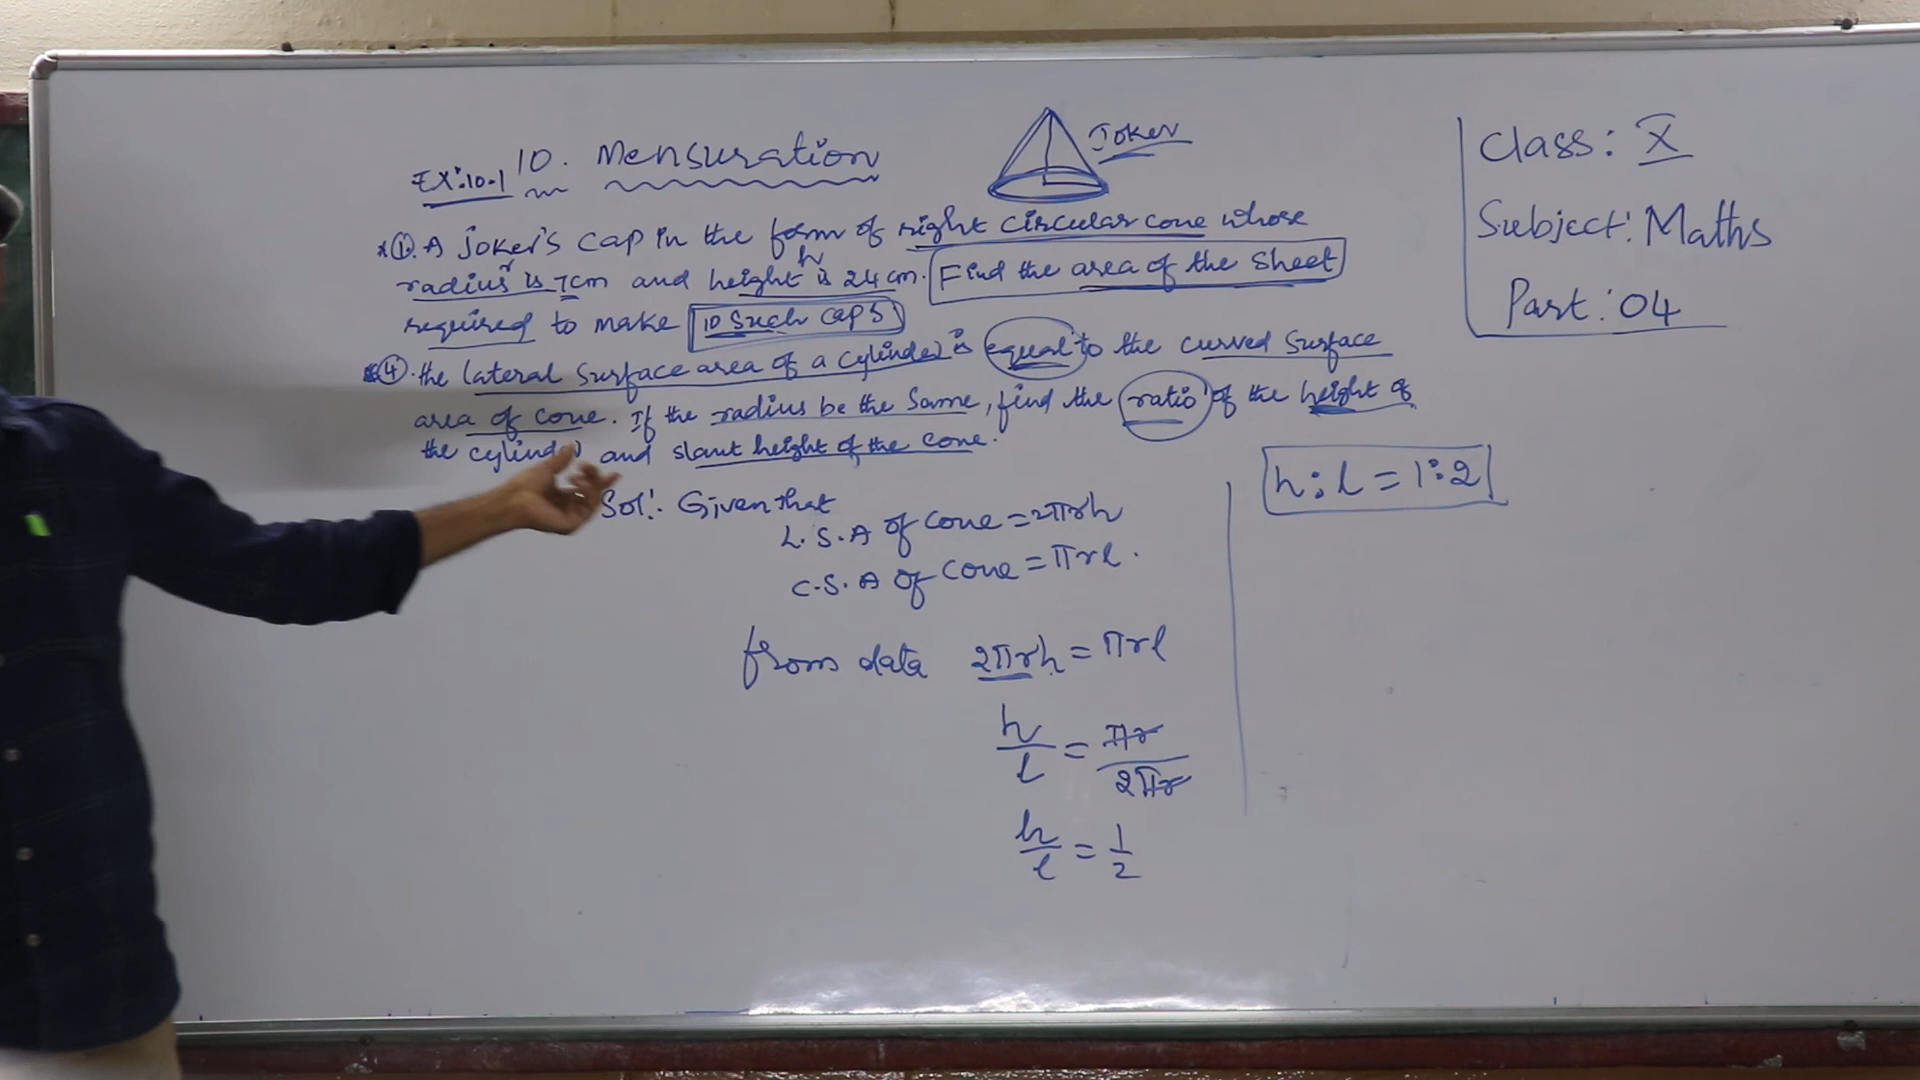 EX:10.1 10. Mensuration
Joker
*①. A joker's cap in the form of right circular cone whose
radius r is 7cm and height h is 24 cm. Find the area of the sheet
required to make 10 such caps
④. the lateral surface area of a cylinder is equal to the curved surface
area of cone. If the radius be the same, find the ratio of the height of
the cylinder and slant height of the cone.
Sol:. Given that
L.S.A of cone = 2πrh
C.S.A of cone = πrl.
from data 2πrh = πrl
h/l = πr/2πr
h/l = 1/2
h:l = 1:2
Class: X
Subject: Maths
Part: 04